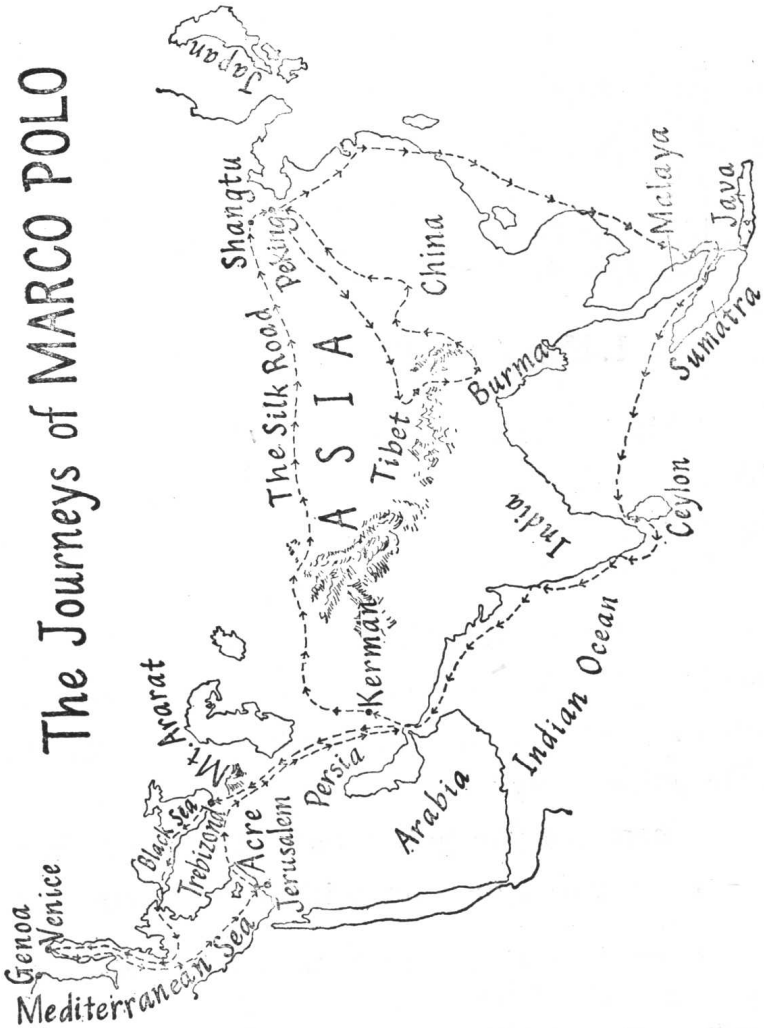 The Journeys of MARCO POLO
Genoa
Venice
Mediterranean Sea
Black Sea
Trebizond
Mt. Ararat
Acre
Jerusalem
Persia
Arabia
Kerman
The Silk Road
ASIA
Tibet
Shangtu
Peking
China
Japan
India
Burma
Ceylon
Indian Ocean
Malaya
Sumatra
Java